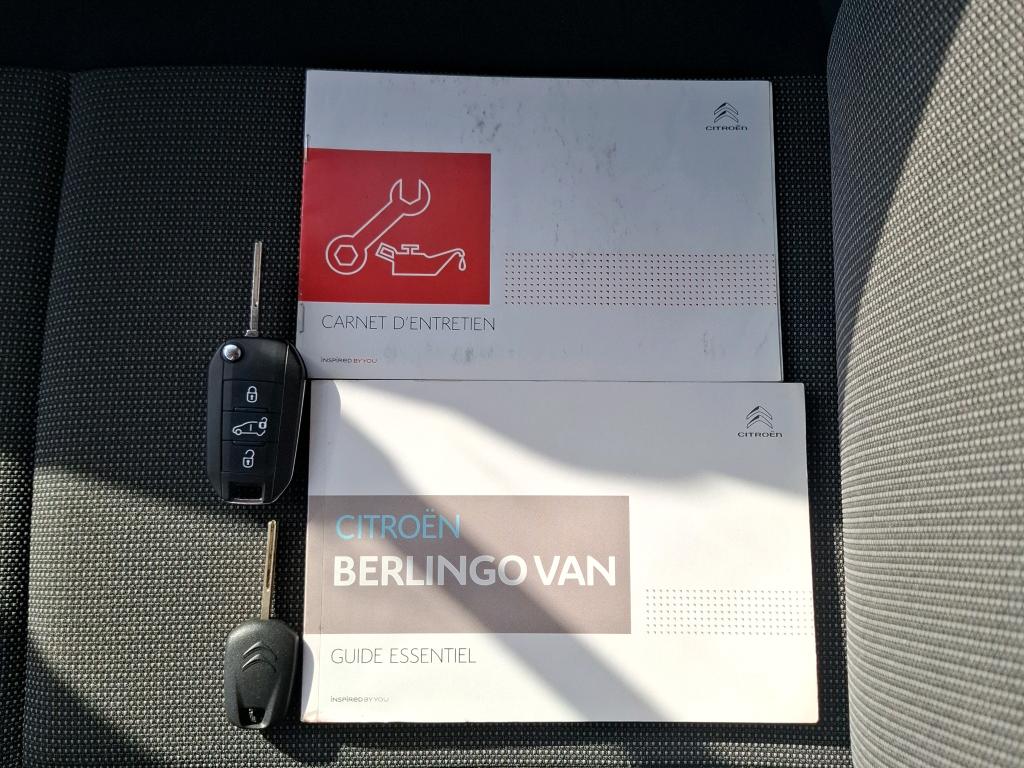 CITROËN
CARNET D'ENTRETIEN
INSPIRED BY YOU
CITROËN
CITROËN
BERLINGO VAN
GUIDE ESSENTIEL
INSPIRED BY YOU